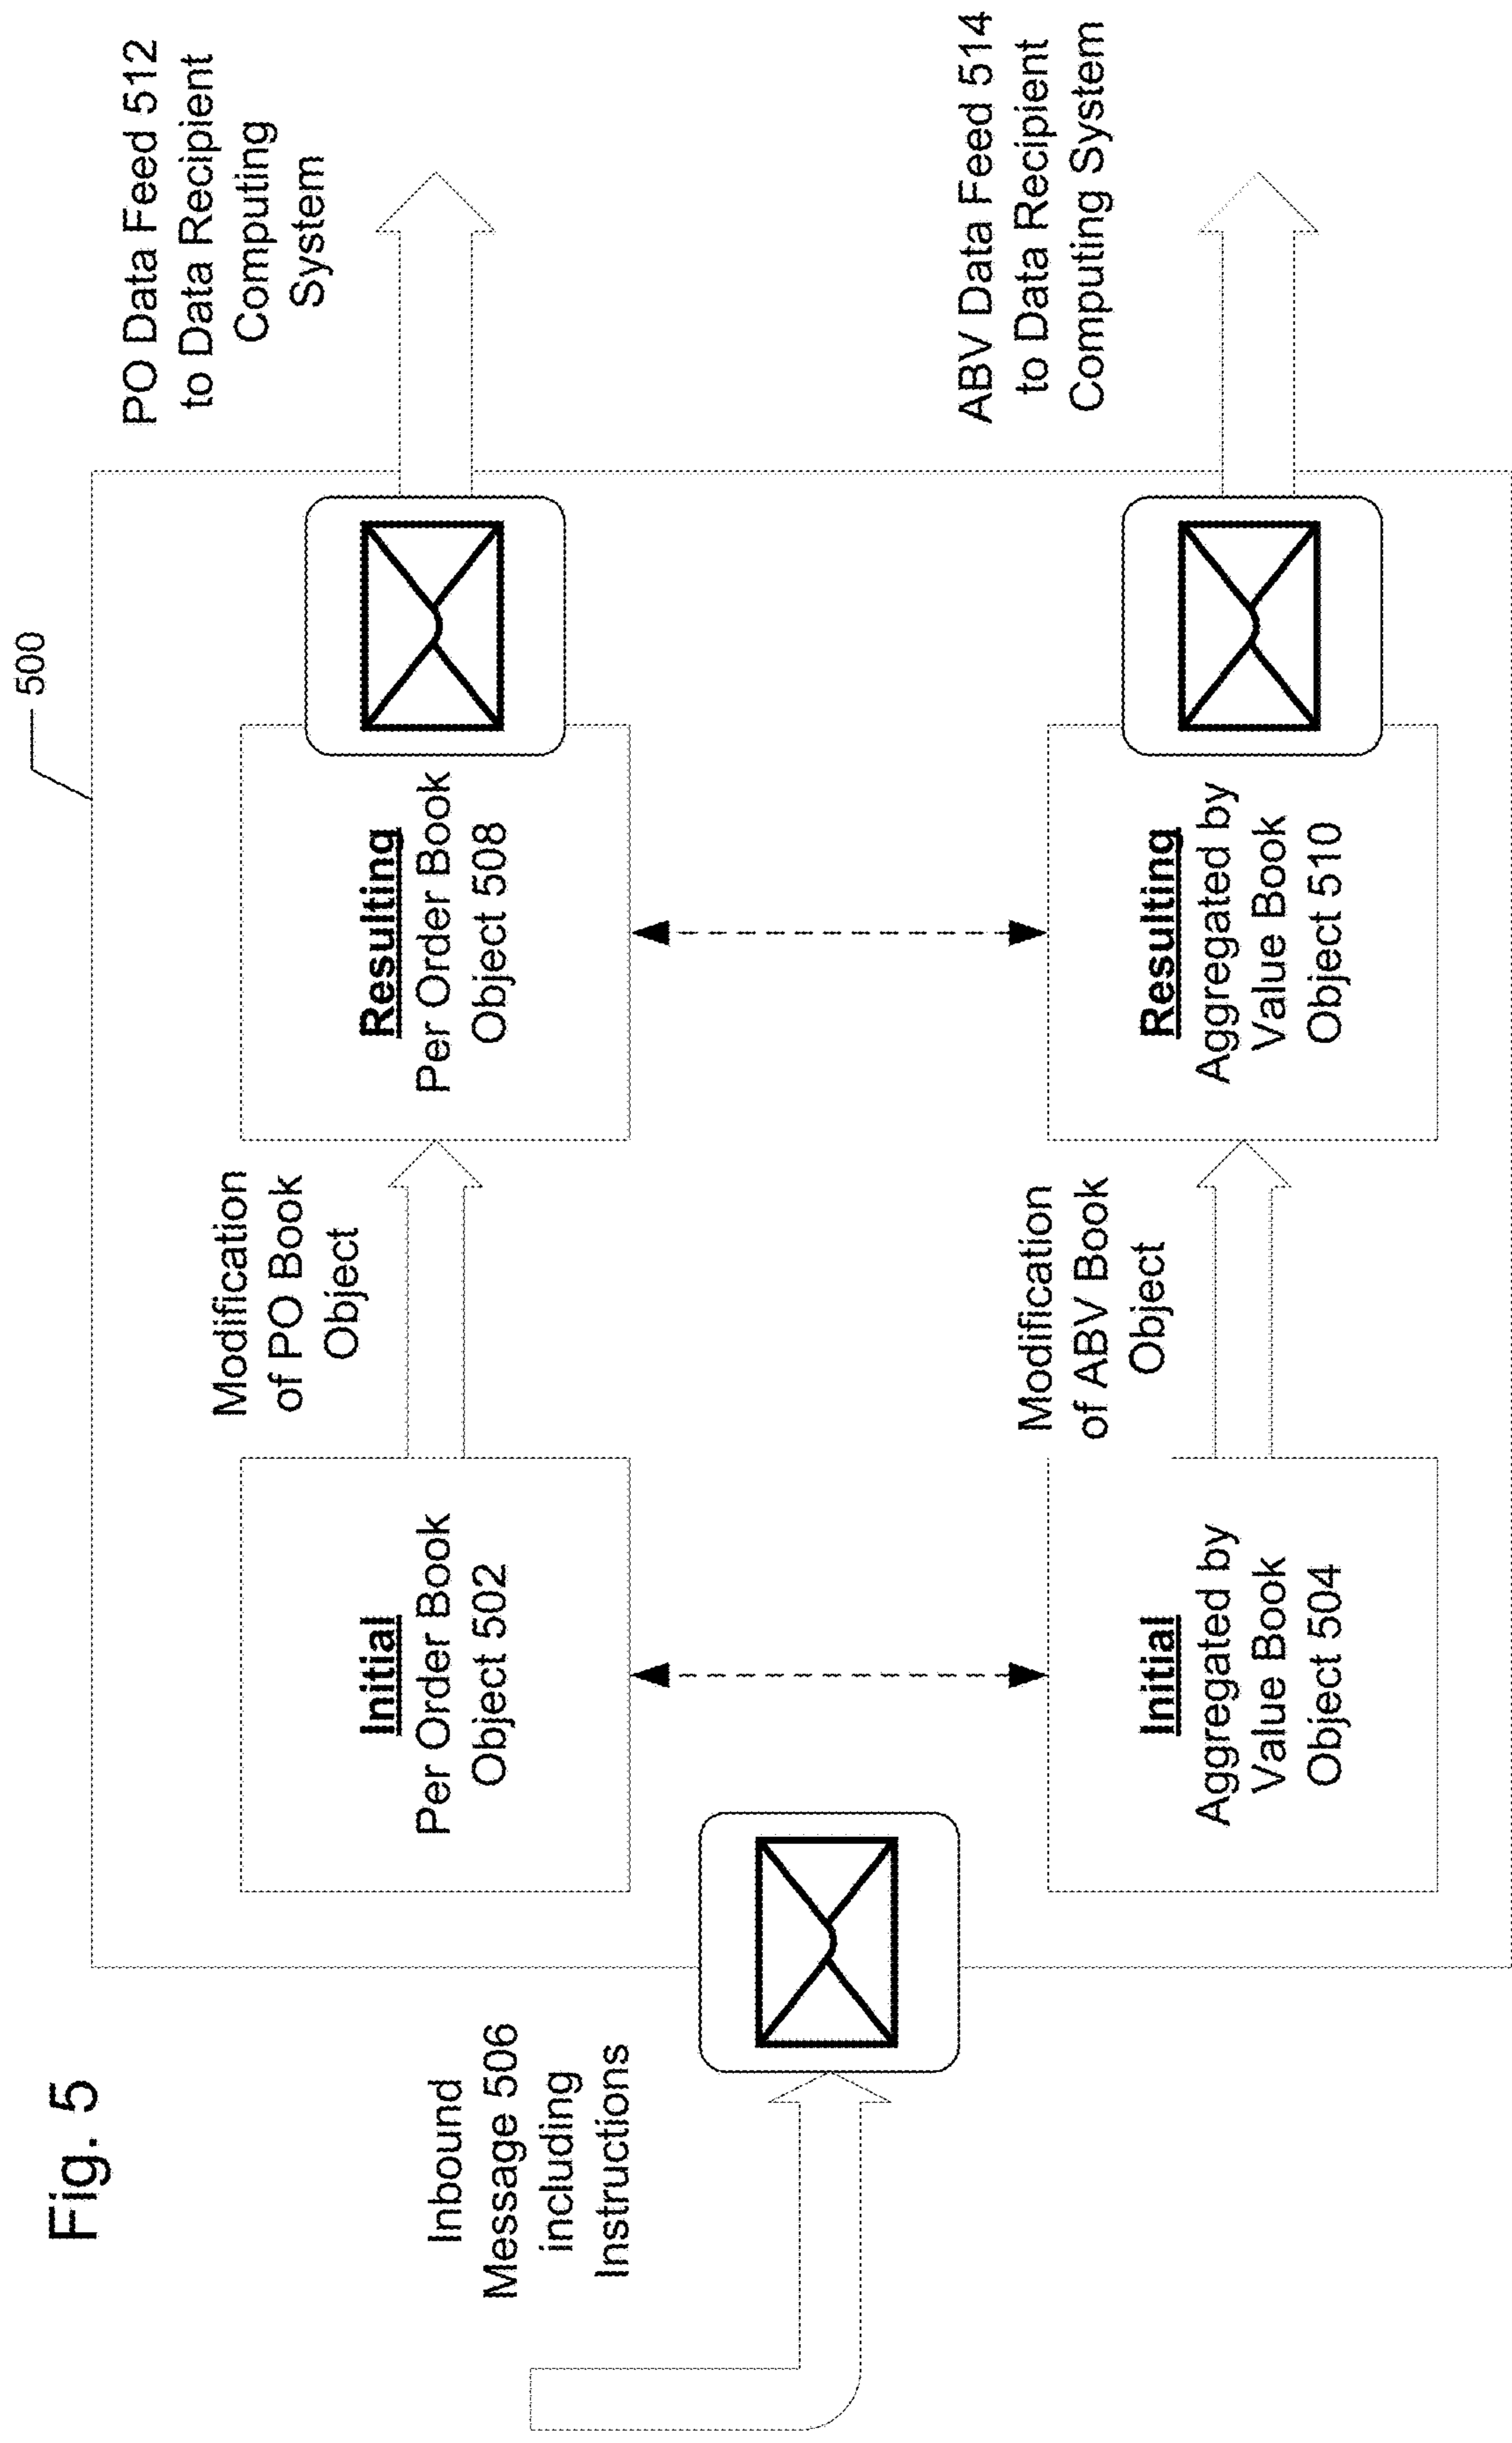 Fig. 5
500
Inbound
Message 506
including
Instructions
Initial
Per Order Book
Object 502
Modification
of PO Book
Object
Resulting
Per Order Book
Object 508
PO Data Feed 512
to Data Recipient
Computing
System
Initial
Aggregated by
Value Book
Object 504
Modification
of ABV Book
Object
Resulting
Aggregated by
Value Book
Object 510
ABV Data Feed 514
to Data Recipient
Computing System